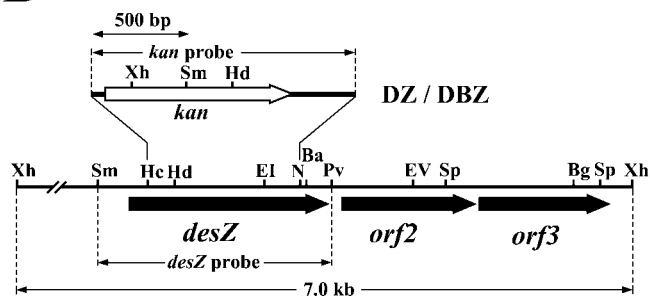 500 bp
kan probe
Xh Sm Hd
kan
DZ / DBZ
Xh Sm Hc Hd EI N Ba Pv EV Sp Bg Sp Xh
desZ orf2 orf3
desZ probe
7.0 kb